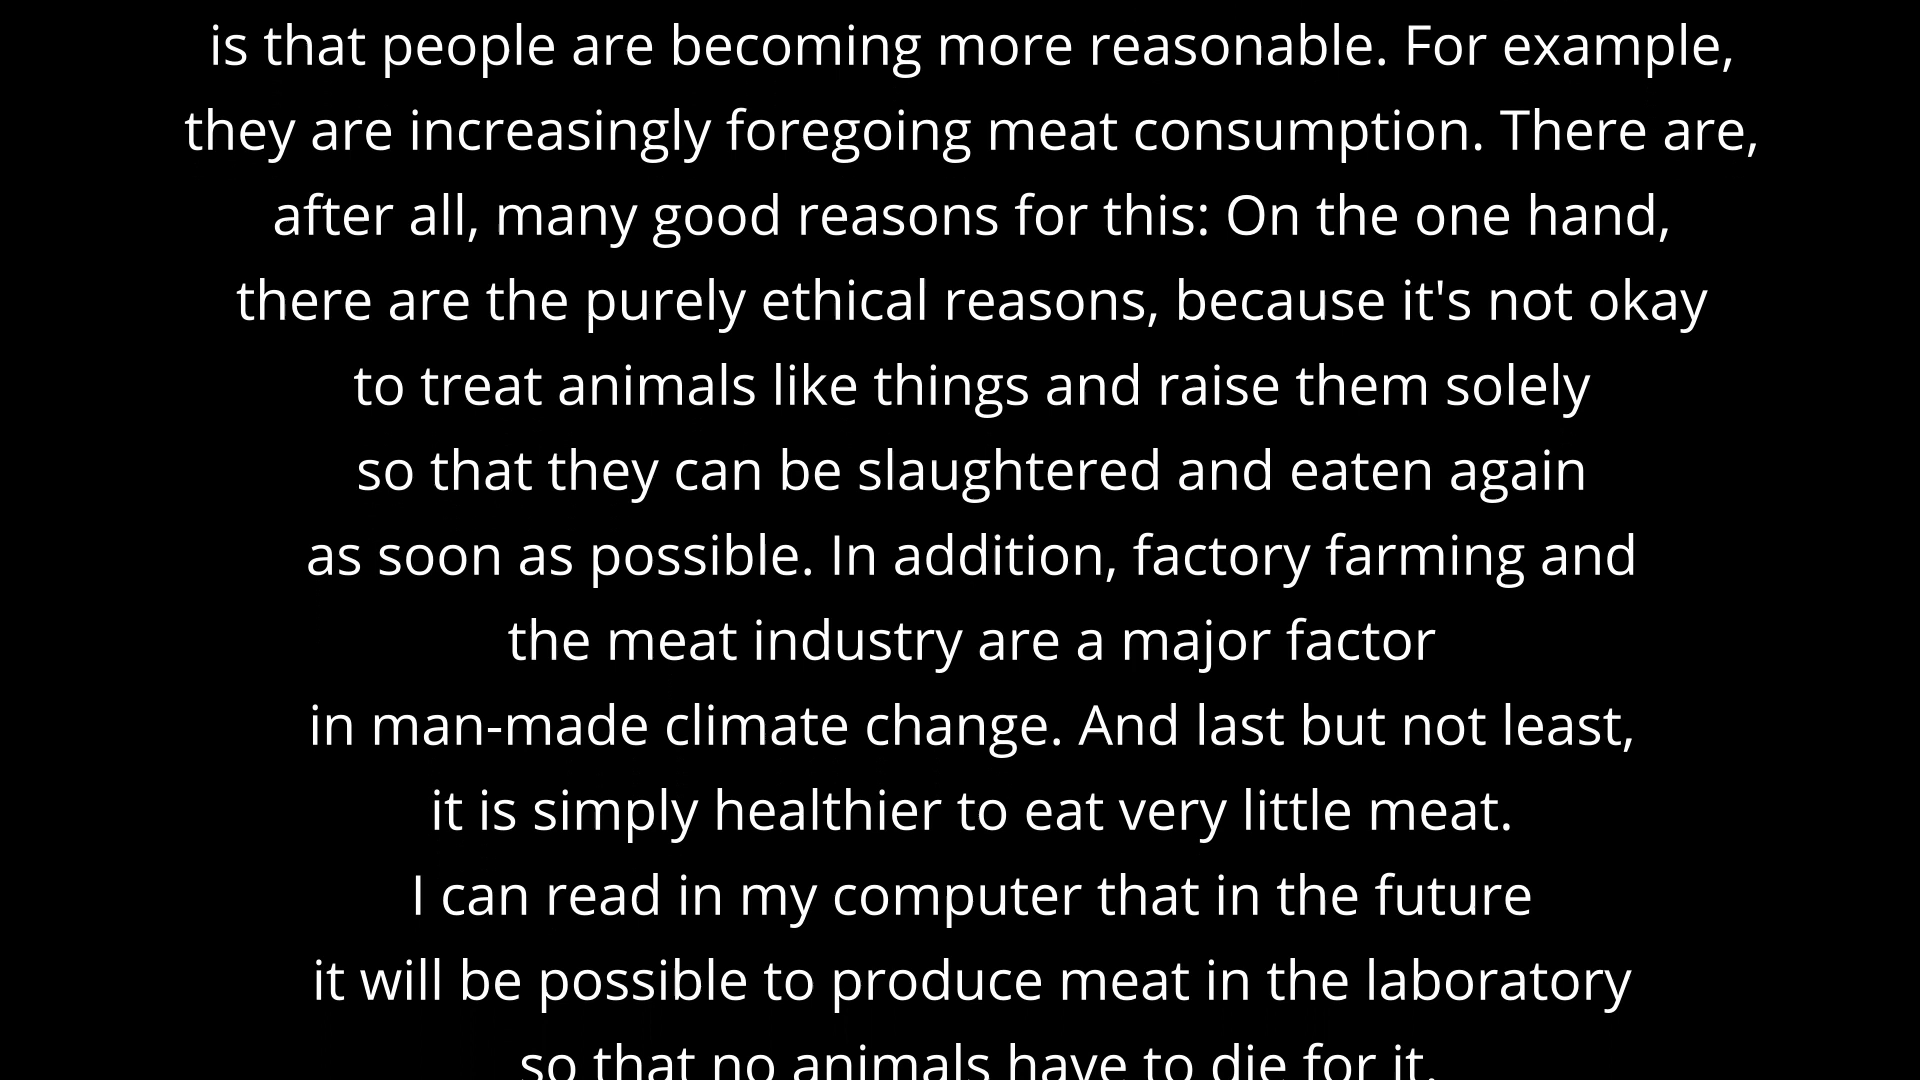 is that people are becoming more reasonable. For example,
they are increasingly foregoing meat consumption. There are,
after all, many good reasons for this: On the one hand,
there are the purely ethical reasons, because it's not okay
to treat animals like things and raise them solely
so that they can be slaughtered and eaten again
as soon as possible. In addition, factory farming and
the meat industry are a major factor
in man-made climate change. And last but not least,
it is simply healthier to eat very little meat.
I can read in my computer that in the future
it will be possible to produce meat in the laboratory
so that no animals have to die for it.